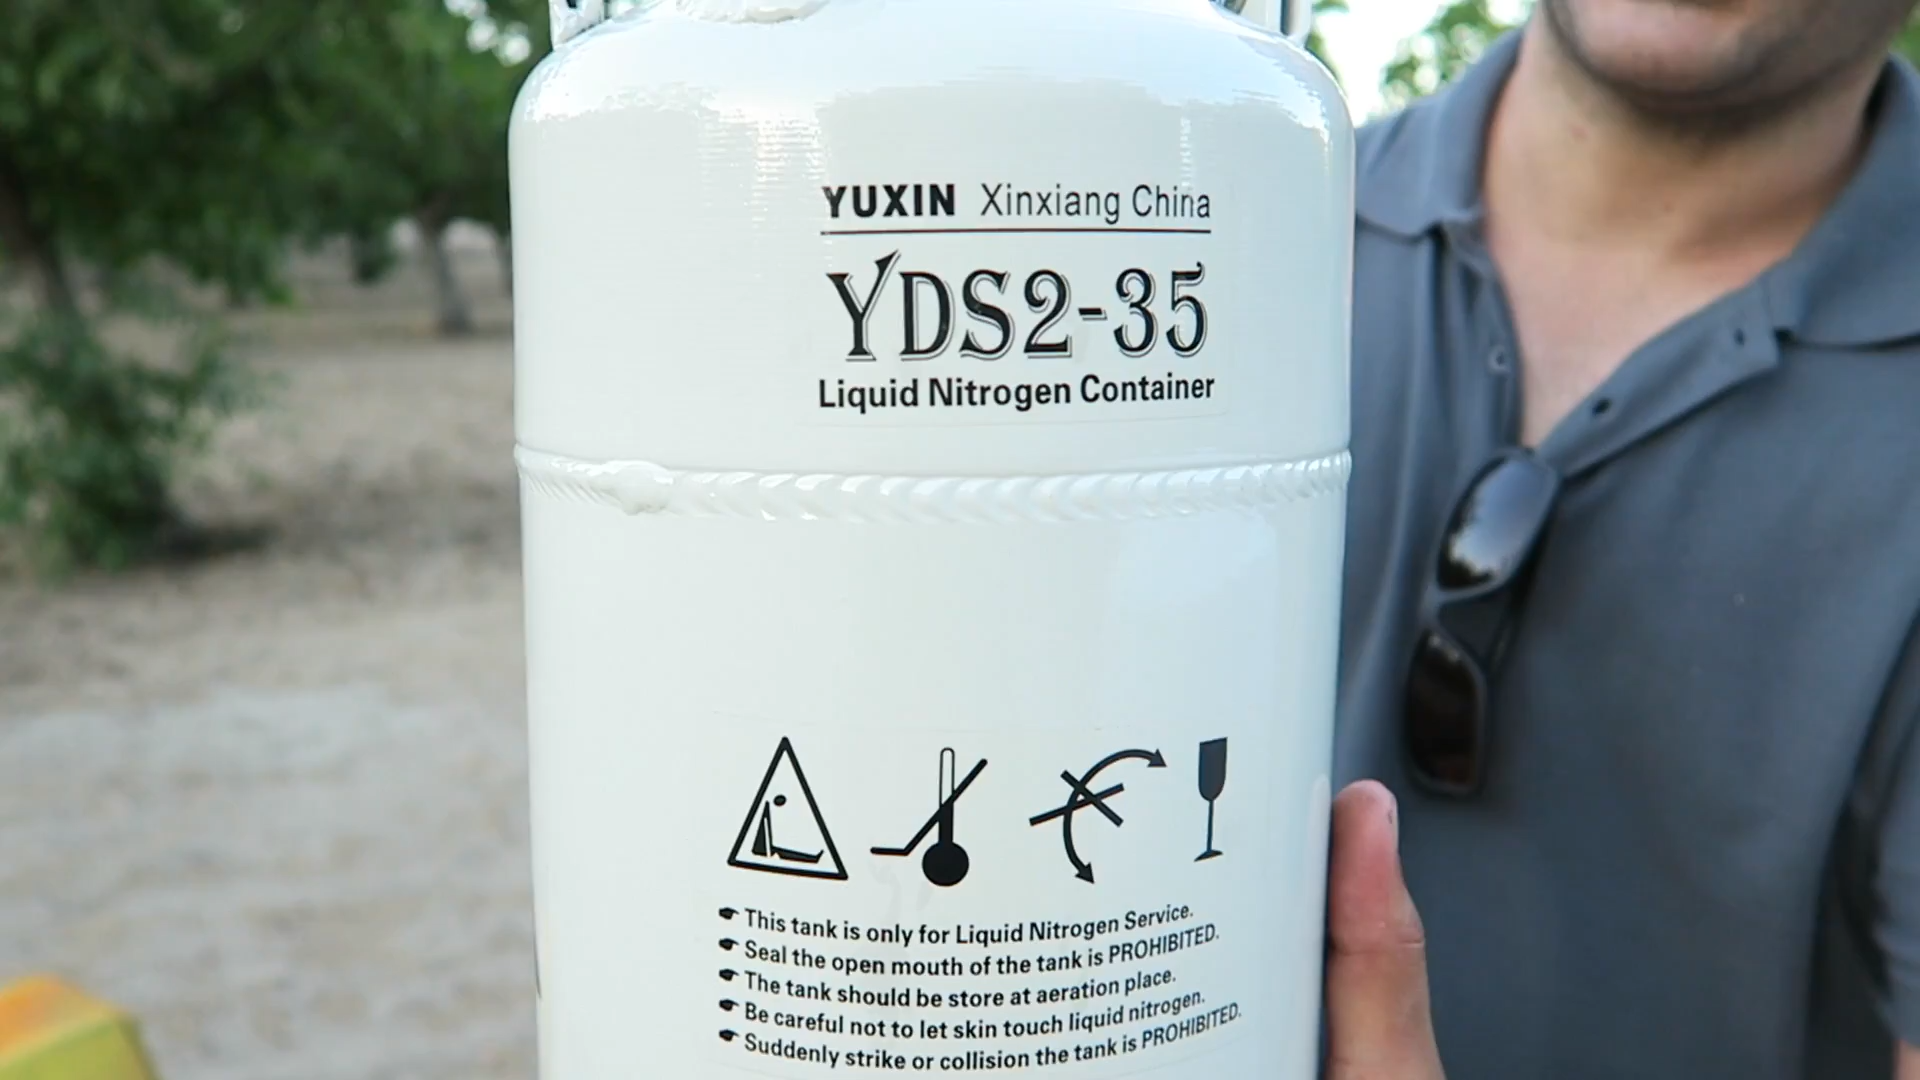 YUXIN Xinxiang China
YDS2-35
Liquid Nitrogen Container
This tank is only for Liquid Nitrogen Service.
Seal the open mouth of the tank is PROHIBITED.
The tank should be store at aeration place.
Be careful not to let skin touch liquid nitrogen.
Suddenly strike or collision the tank is PROHIBITED.